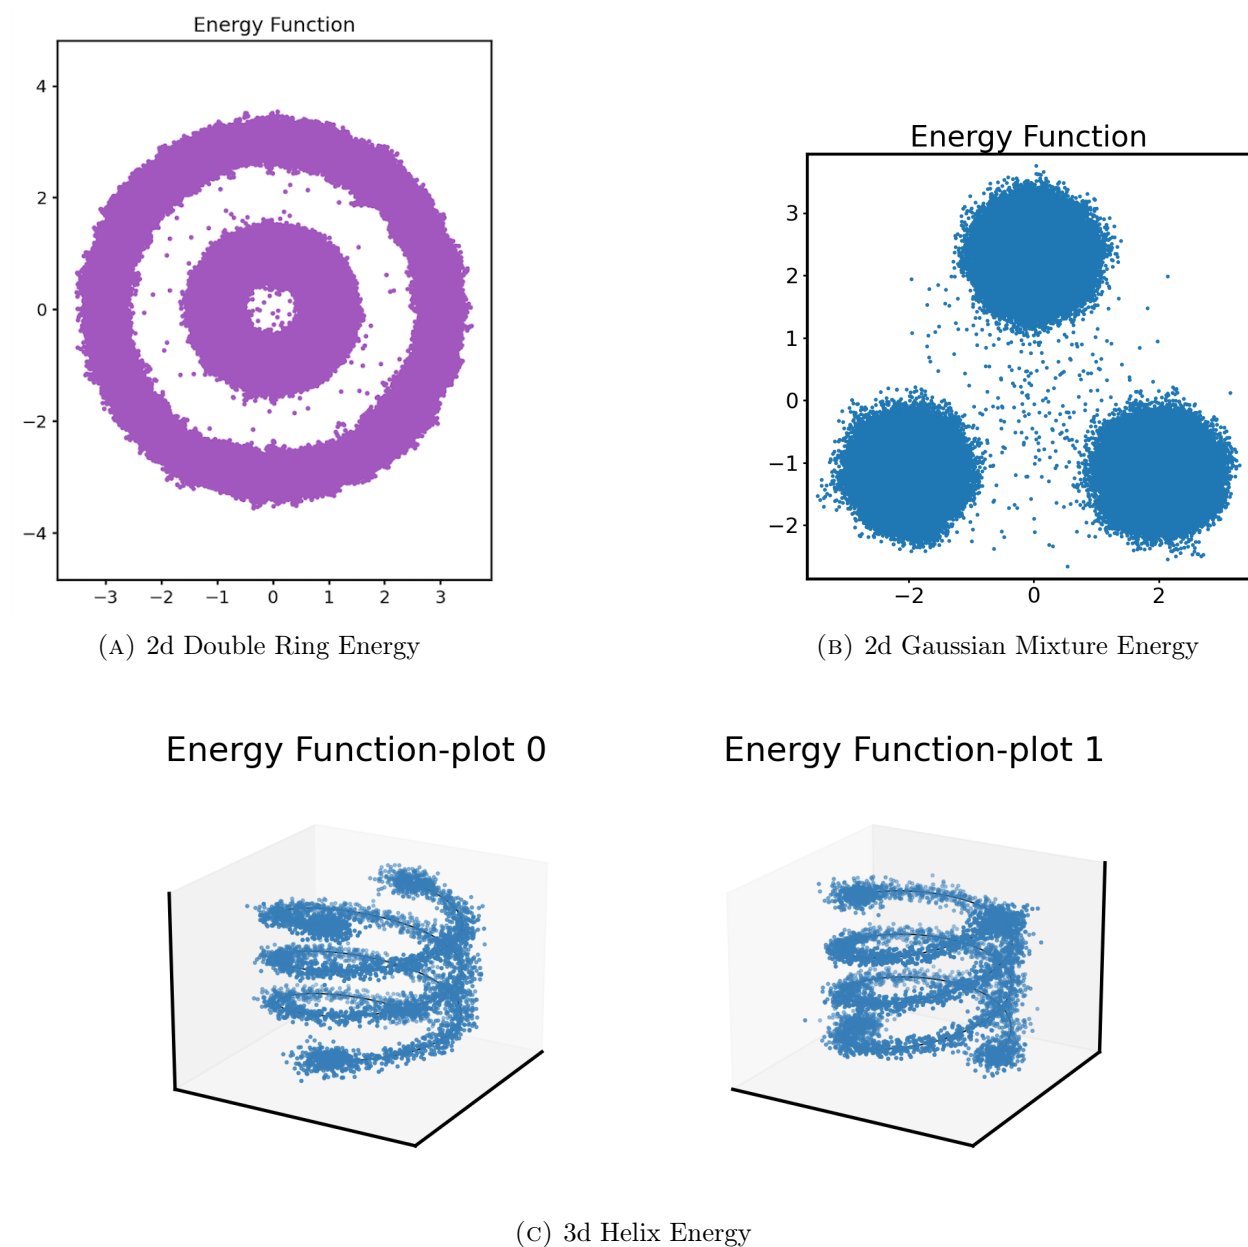 Energy Function
4
2
0
−2
−4
−3 −2 −1 0 1 2 3
(A) 2d Double Ring Energy
Energy Function
3
2
1
0
−1
−2
−2 0 2
(B) 2d Gaussian Mixture Energy
Energy Function-plot 0
Energy Function-plot 1
(C) 3d Helix Energy